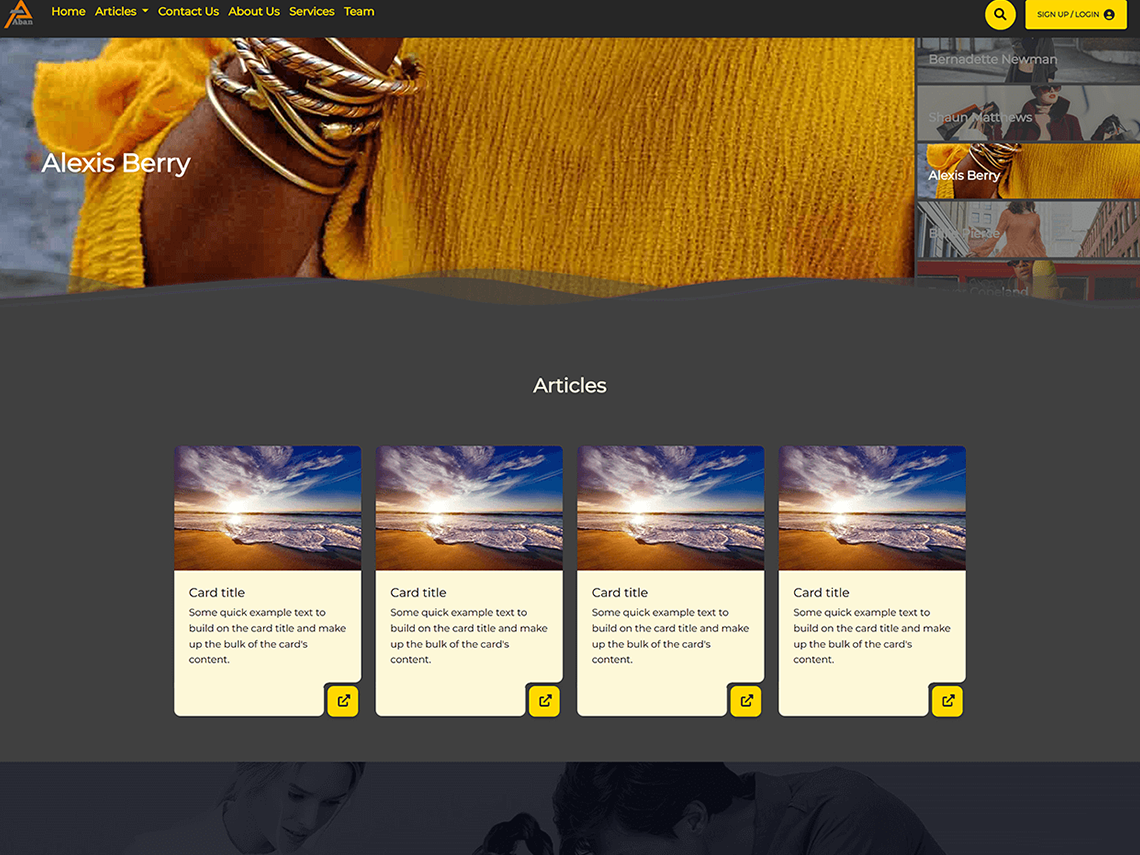 Aban
Home Articles Contact Us About Us Services Team
SIGN UP / LOGIN
Alexis Berry
Bernadette Newman
Shaun Matthews
Alexis Berry
Pierce
Copeland
Articles
Card title
Some quick example text to
build on the card title and make
up the bulk of the card's
content.
Card title
Some quick example text to
build on the card title and make
up the bulk of the card's
content.
Card title
Some quick example text to
build on the card title and make
up the bulk of the card's
content.
Card title
Some quick example text to
build on the card title and make
up the bulk of the card's
content.